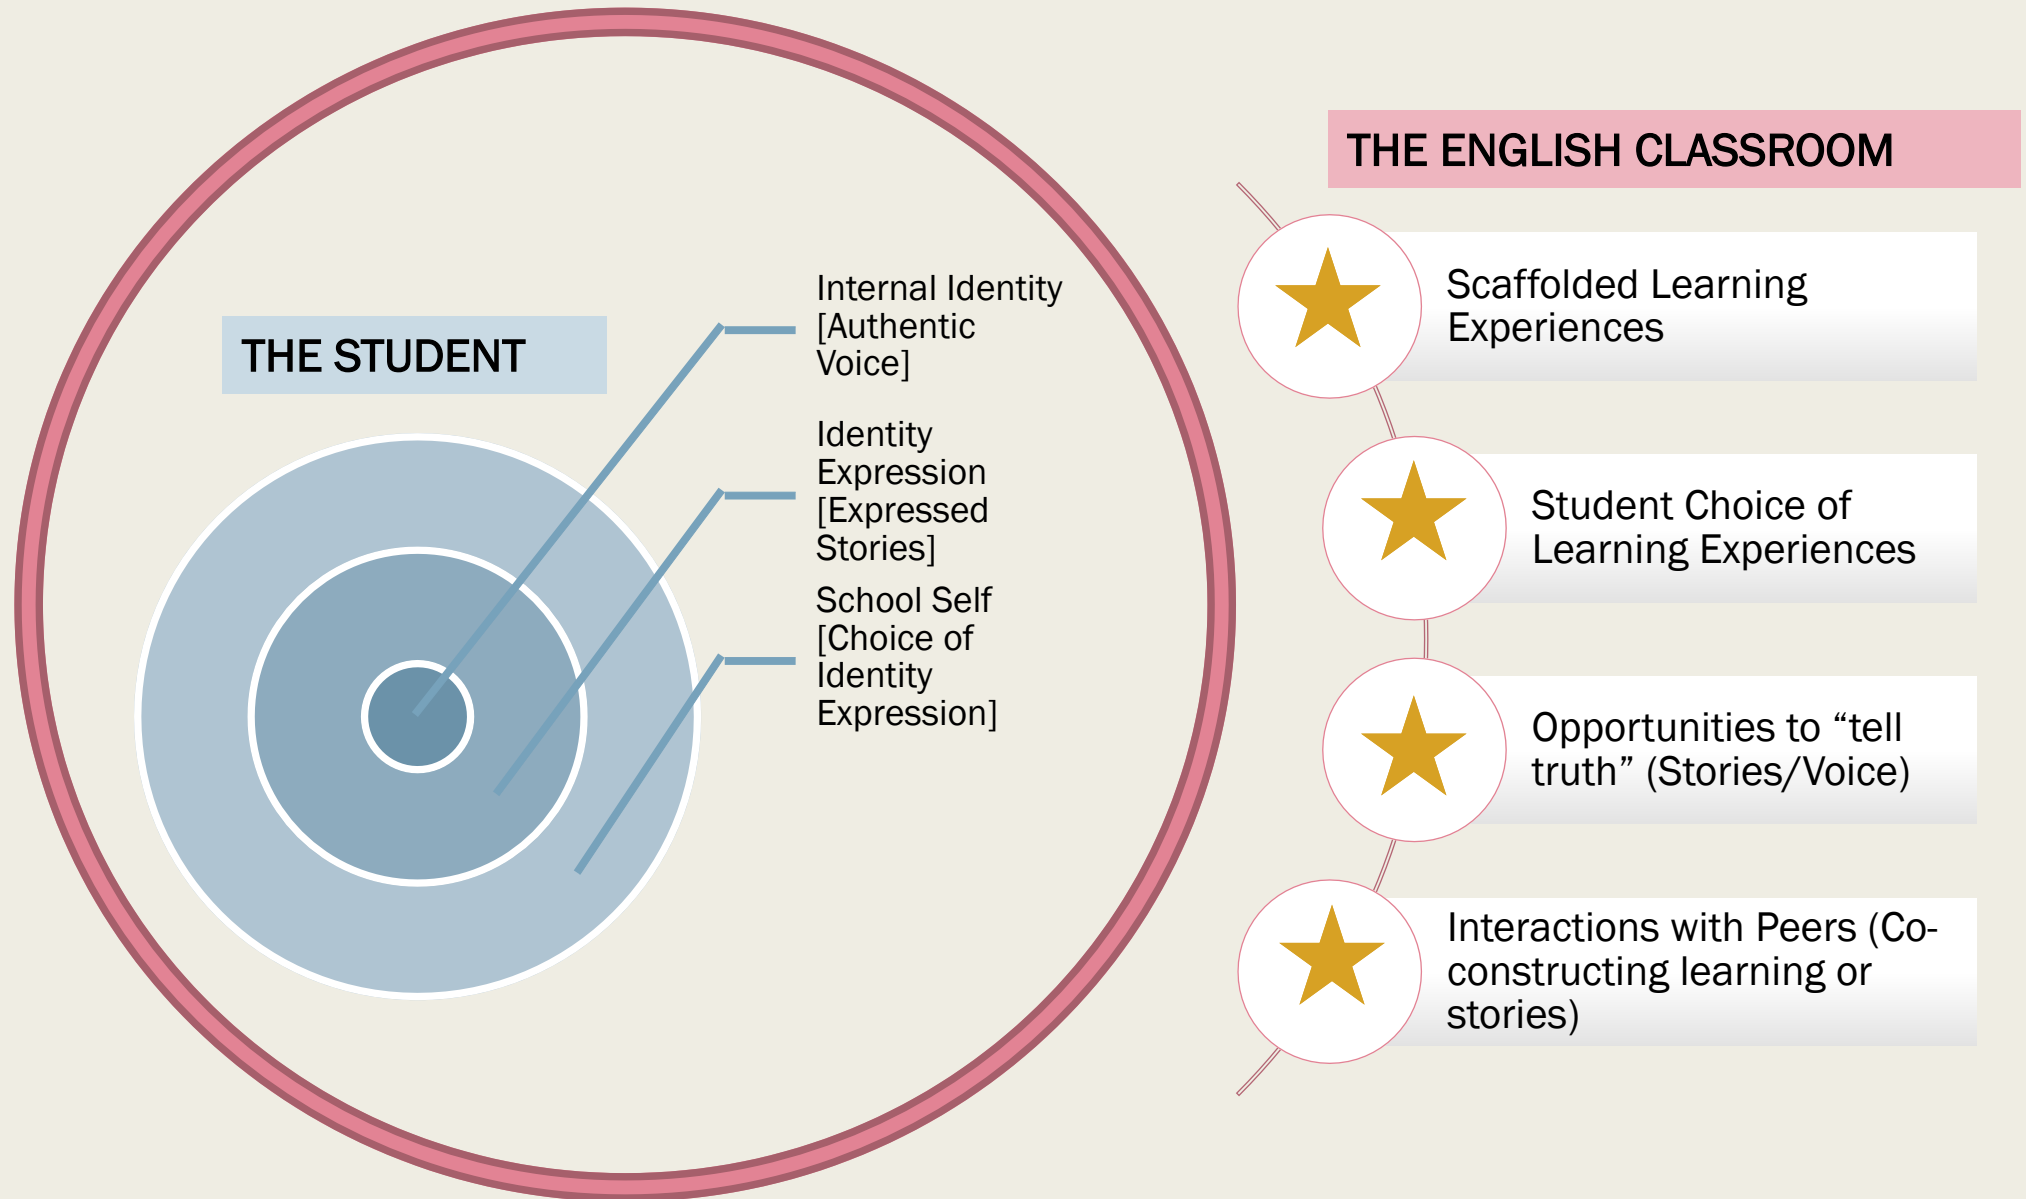 THE STUDENT
Internal Identity
[Authentic
Voice]
Identity
Expression
[Expressed
Stories]
School Self
[Choice of
Identity
Expression]
THE ENGLISH CLASSROOM
Scaffolded Learning
Experiences
Student Choice of
Learning Experiences
Opportunities to “tell
truth” (Stories/Voice)
Interactions with Peers (Co-
constructing learning or
stories)